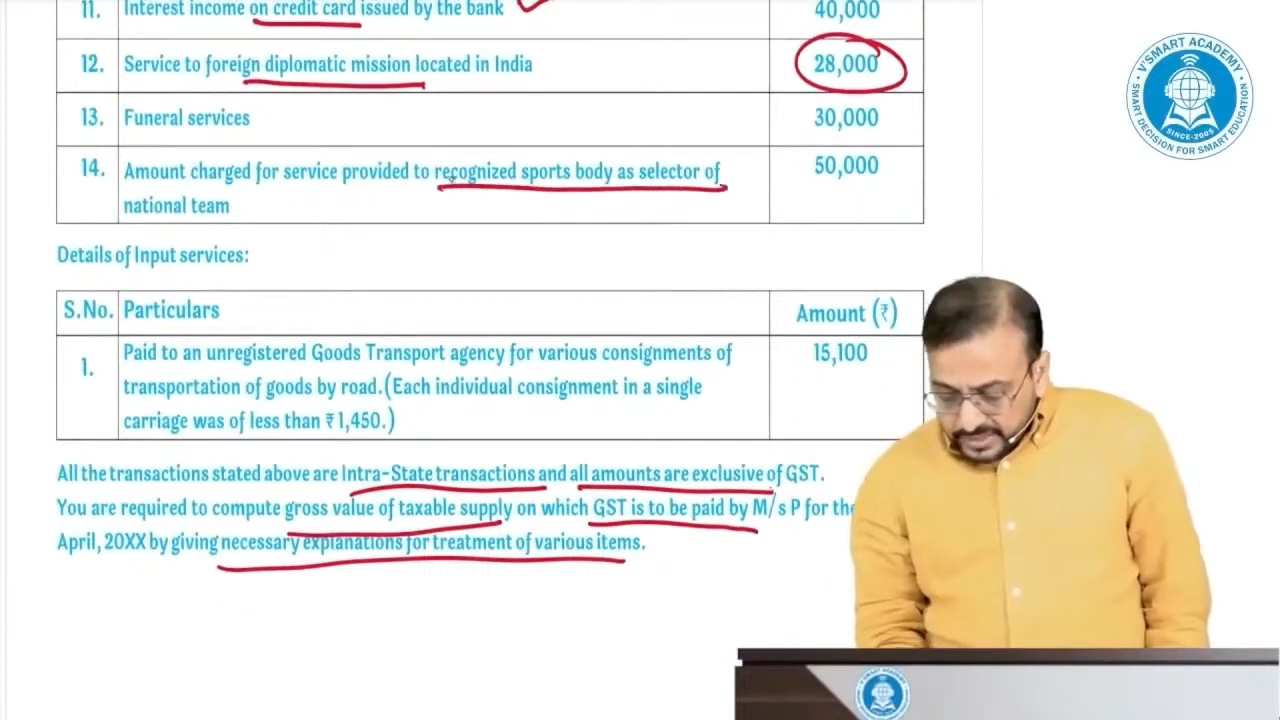 11. Interest income on credit card issued by the bank 40,000
12. Service to foreign diplomatic mission located in India 28,000
13. Funeral services 30,000
14. Amount charged for service provided to recognized sports body as selector of 50,000
national team
Details of Input services:
S.No. Particulars Amount (₹)
1. Paid to an unregistered Goods Transport agency for various consignments of 15,100
transportation of goods by road.(Each individual consignment in a single
carriage was of less than ₹1,450.)
All the transactions stated above are Intra-State transactions and all amounts are exclusive of GST.
You are required to compute gross value of taxable supply on which GST is to be paid by M/s P for the
April, 20XX by giving necessary explanations for treatment of various items.
V'SMART ACADEMY
SINCE-2005
SMART DECISION FOR SMART EDUCATION